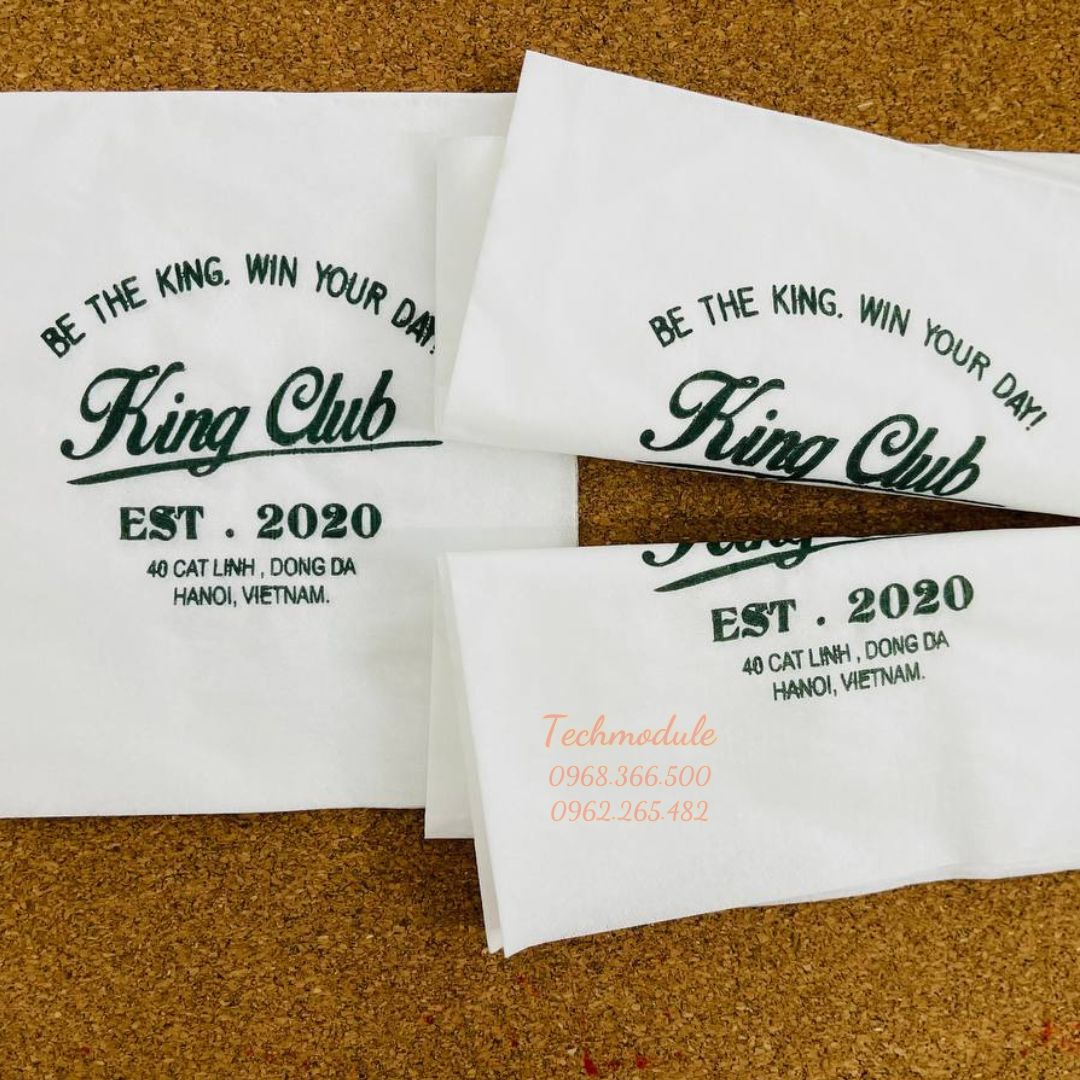 BE THE KING. WIN YOUR DAY!
King Club
EST . 2020
40 CAT LINH , DONG DA
HANOI, VIETNAM.
BE THE KING. WIN YOUR DAY!
King Club
King
EST . 2020
40 CAT LINH , DONG DA
HANOI, VIETNAM.
Techmodule
0968.366.500
0962.265.482